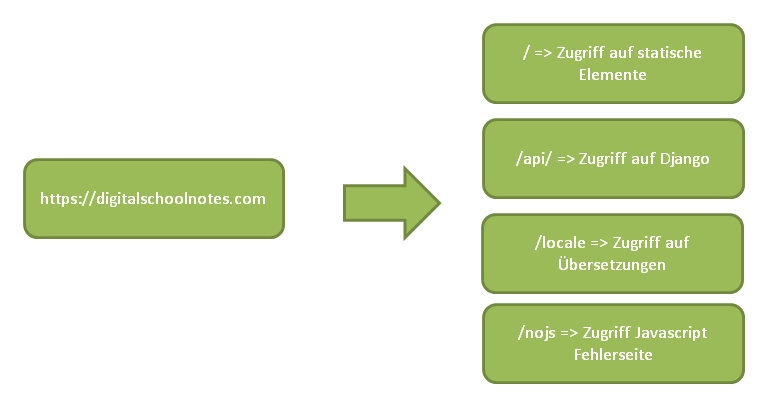 https://digitalschoolnotes.com
/ => Zugriff auf statische
Elemente
/api/ => Zugriff auf Django
/locale => Zugriff auf
Übersetzungen
/nojs => Zugriff Javascript
Fehlerseite